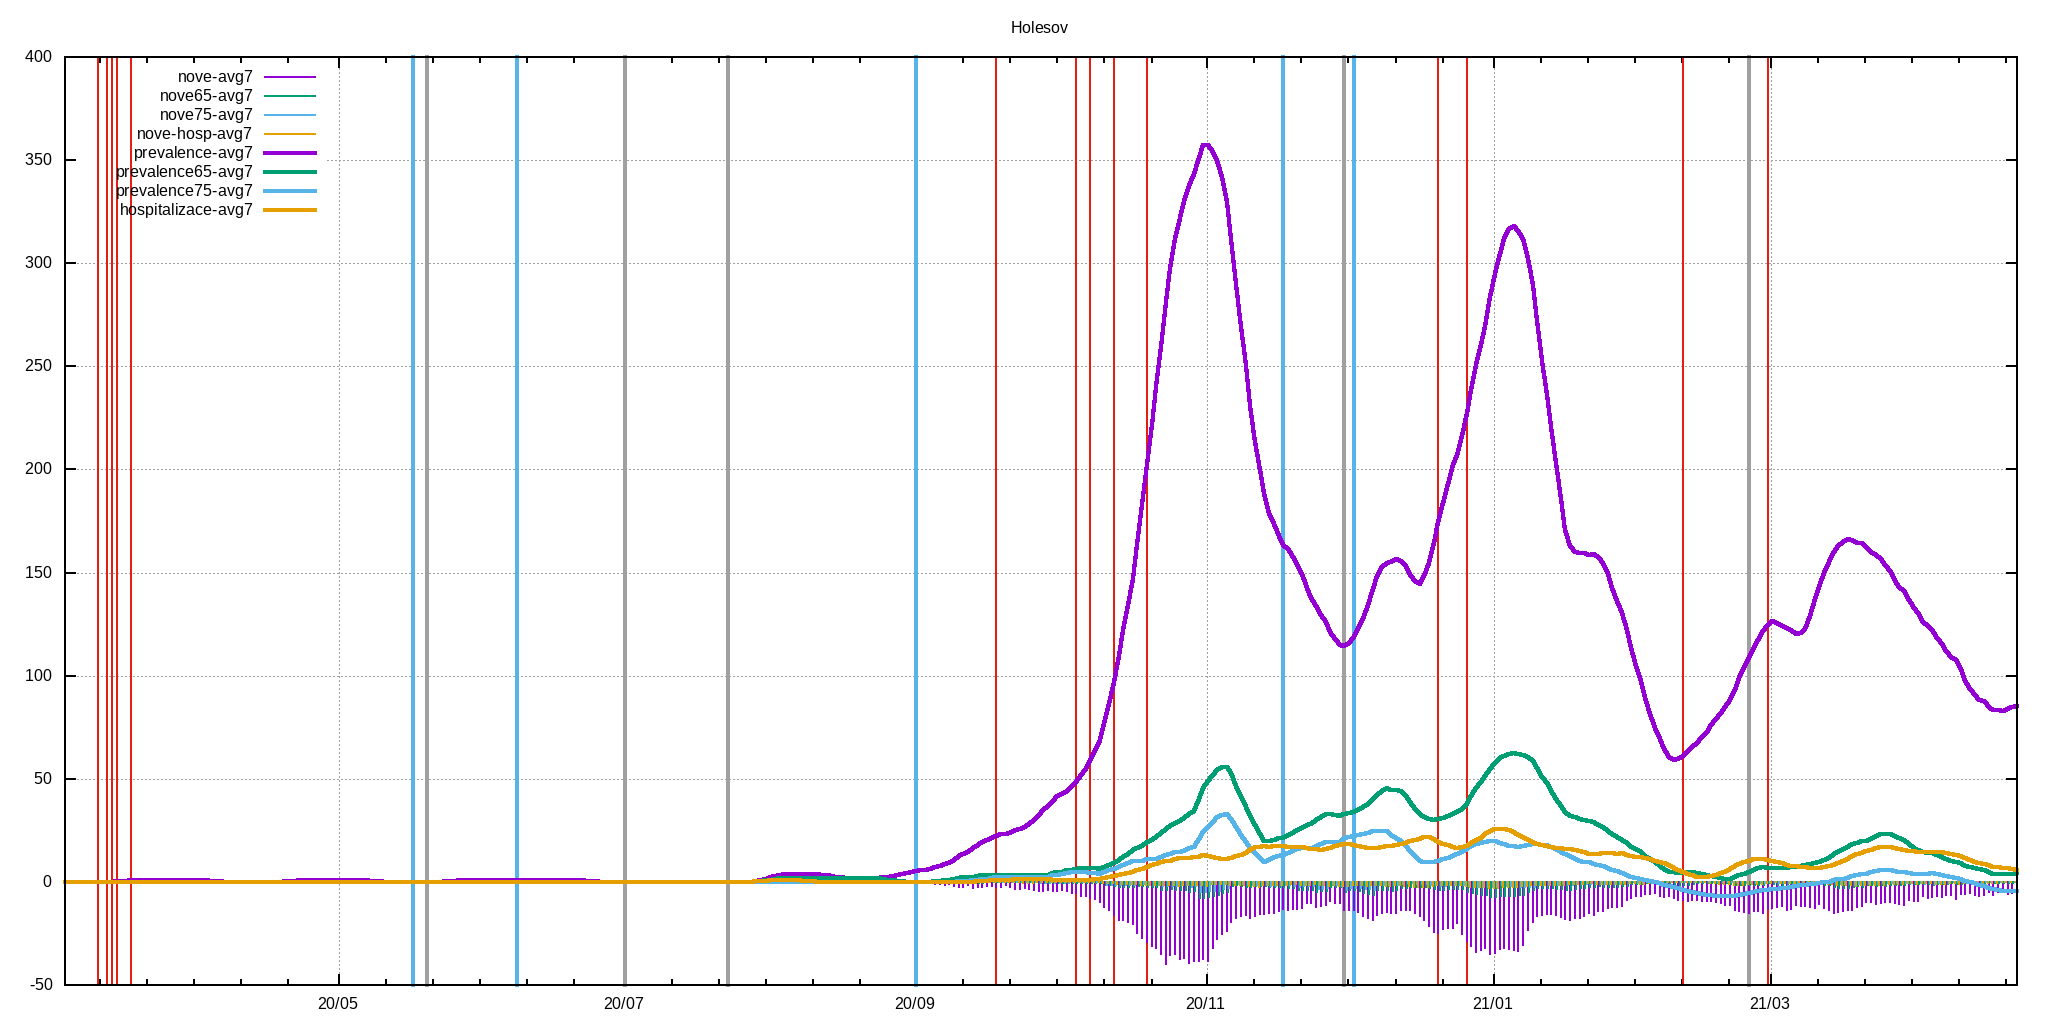 Holesov
400
350
300
250
200
150
100
50
0
-50
nove-avg7
nove65-avg7
nove75-avg7
nove-hosp-avg7
prevalence-avg7
prevalence65-avg7
prevalence75-avg7
hospitalizace-avg7
20/05 20/07 20/09 20/11 21/01 21/03